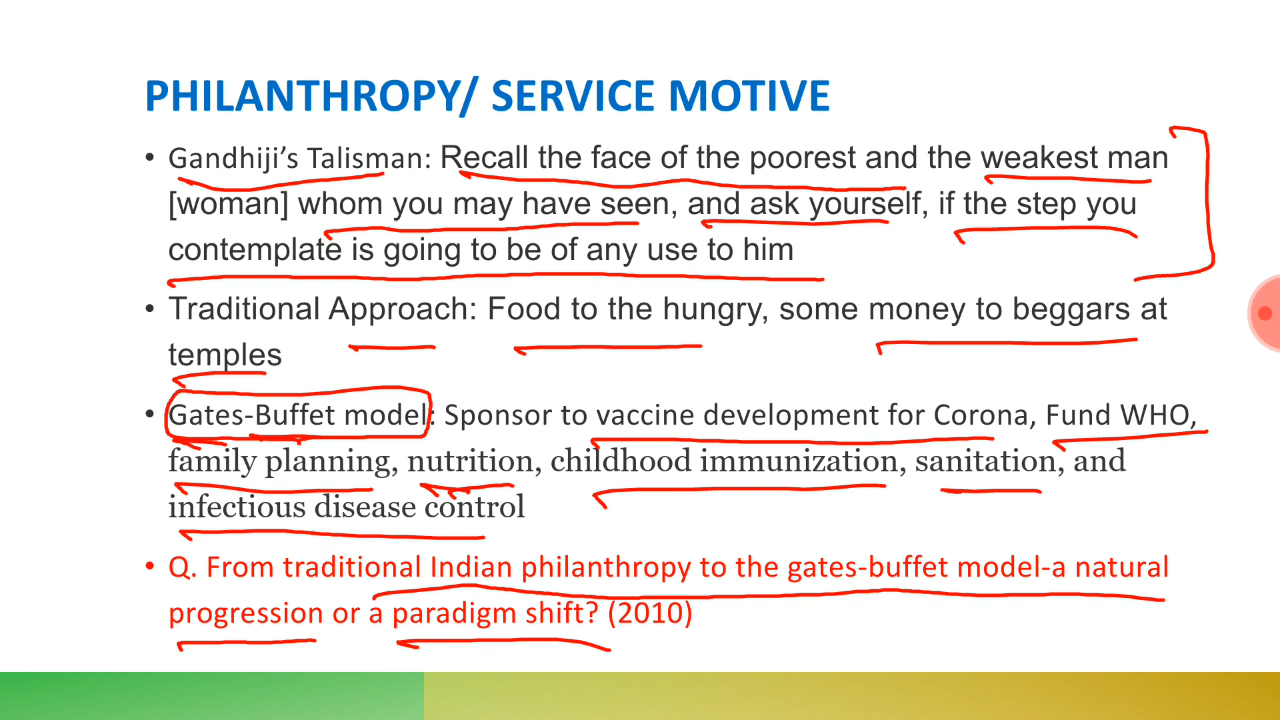 PHILANTHROPY/ SERVICE MOTIVE
• Gandhiji’s Talisman: Recall the face of the poorest and the weakest man
[woman] whom you may have seen, and ask yourself, if the step you
contemplate is going to be of any use to him
• Traditional Approach: Food to the hungry, some money to beggars at
temples
• Gates-Buffet model: Sponsor to vaccine development for Corona, Fund WHO,
family planning, nutrition, childhood immunization, sanitation, and
infectious disease control
• Q. From traditional Indian philanthropy to the gates-buffet model-a natural
progression or a paradigm shift? (2010)